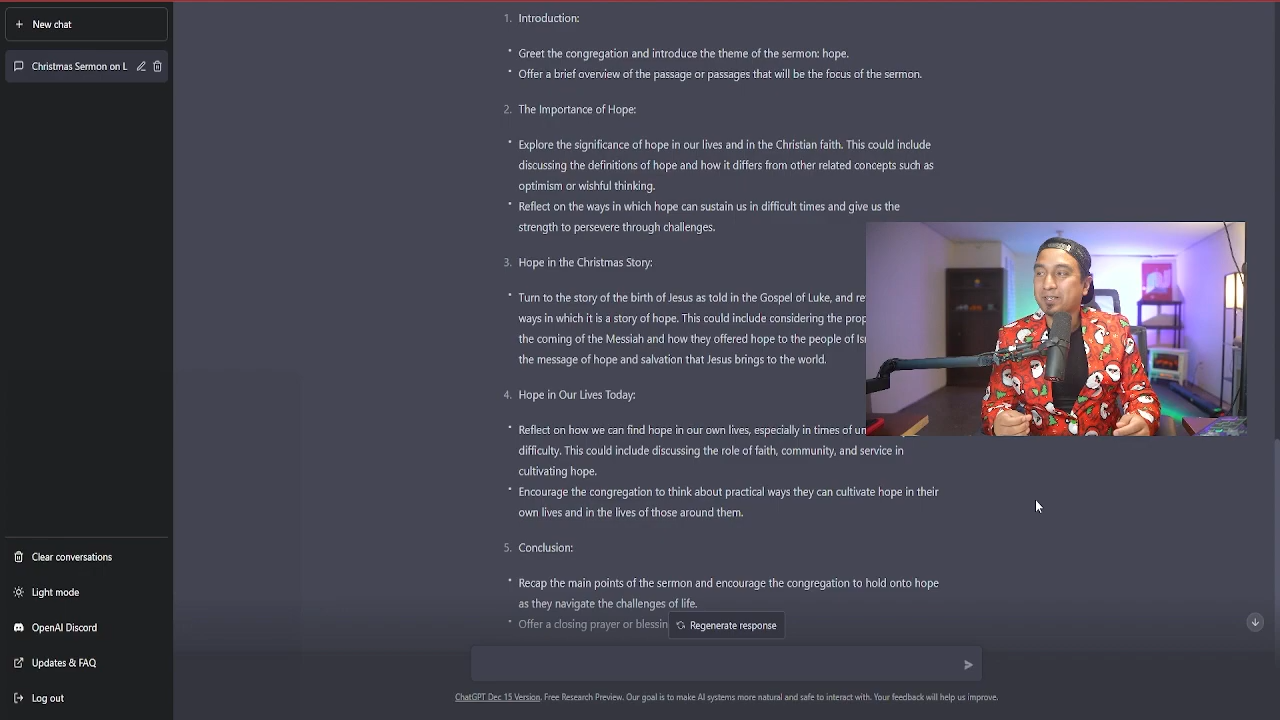 New chat
Christmas Sermon on L
Clear conversations
Light mode
OpenAI Discord
Updates & FAQ
Log out
1. Introduction:
• Greet the congregation and introduce the theme of the sermon: hope.
• Offer a brief overview of the passage or passages that will be the focus of the sermon.
2. The Importance of Hope:
• Explore the significance of hope in our lives and in the Christian faith. This could include
discussing the definitions of hope and how it differs from other related concepts such as
optimism or wishful thinking.
• Reflect on the ways in which hope can sustain us in difficult times and give us the
strength to persevere through challenges.
3. Hope in the Christmas Story:
• Turn to the story of the birth of Jesus as told in the Gospel of Luke, and
ways in which it is a story of hope. This could include considering the
the coming of the Messiah and how they offered hope to the people of
the message of hope and salvation that Jesus brings to the world.
4. Hope in Our Lives Today:
• Reflect on how we can find hope in our own lives, especially in times of
difficulty. This could include discussing the role of faith, community, and service in
cultivating hope.
• Encourage the congregation to think about practical ways they can cultivate hope in their
own lives and in the lives of those around them.
5. Conclusion:
• Recap the main points of the sermon and encourage the congregation to hold onto hope
as they navigate the challenges of life.
• Offer a closing prayer or
Regenerate response
ChatGPT Dec 15 Version. Free Research Preview. Our goal is to make AI systems more natural and safe to interact with. Your feedback will help us improve.